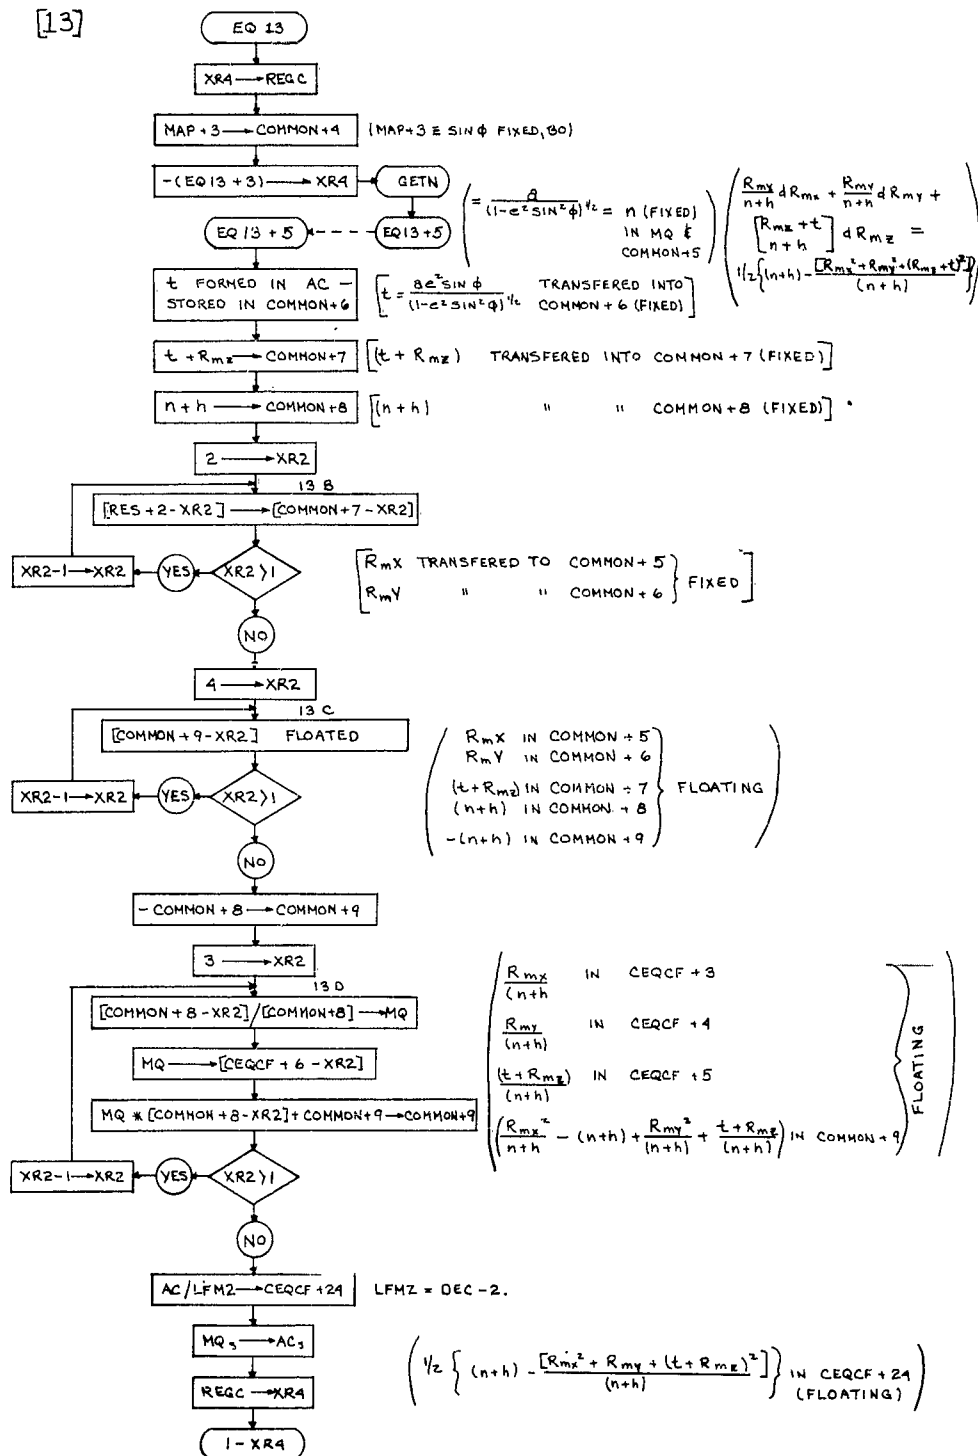 [13]
EQ 13
XR4 → REGC
MAP + 3 → COMMON + 4 (MAP+3 ≡ SIN ϕ FIXED, B0)
-(EQ13 + 3) → XR4 → GETN
(= a/(1-e² SIN² ϕ)^1/2 = n (FIXED) IN MQ & COMMON+5)
(Rmx/n+h dRmx + Rmy/n+h dRmy + [Rmz + t/n+h] dRmz = 1/2{(n+h) - [Rmx² + Rmy² + (Rmz + t)²]/(n+h)})
EQ 13 + 5 ← EQ13 + 5
t FORMED IN AC – STORED IN COMMON+6
[t = ae² SIN ϕ/(1-e² SIN² ϕ)^1/2 TRANSFERED INTO COMMON + 6 (FIXED)]
t + Rmz → COMMON+7 [(t + Rmz) TRANSFERED INTO COMMON + 7 (FIXED)]
n + h → COMMON+8 [(n + h) " " COMMON+8 (FIXED)]
2 → XR2
13 B
[RES + 2 - XR2] → [COMMON + 7 - XR2]
XR2-1 → XR2 YES XR2 > 1
[RmX TRANSFERED TO COMMON + 5
RmY " " COMMON + 6} FIXED]
NO
4 → XR2
13 C
[COMMON + 9 - XR2] FLOATED
XR2-1 → XR2 YES XR2 > 1
RmX IN COMMON + 5
RmY IN COMMON + 6
(t+Rmz) IN COMMON + 7
(n+h) IN COMMON + 8
-(n+h) IN COMMON + 9
FLOATING
NO
- COMMON + 8 → COMMON + 9
3 → XR2
13 D
[COMMON + 8 - XR2] / [COMMON+8] → MQ
MQ → [CEQCF + 6 - XR2]
MQ * [COMMON + 8 - XR2] + COMMON + 9 → COMMON + 9
XR2-1 → XR2 YES XR2 > 1
Rmx/(n+h IN CEQCF + 3
Rmy/(n+h) IN CEQCF + 4
(t + Rmz)/(n+h) IN CEQCF + 5
(Rmx²/n+h - (n+h) + Rmy²/(n+h) + t + Rmz/(n+h)) IN COMMON + 9
FLOATING
NO
AC / LFM2 → CEQCF + 24 LFMZ = DEC -2.
MQs → ACs
REGC → XR4
(1/2 { (n+h) - [Rmx² + Rmy + (t + Rmz)²]/(n+h) } IN CEQCF + 24 (FLOATING))
1 - XR4